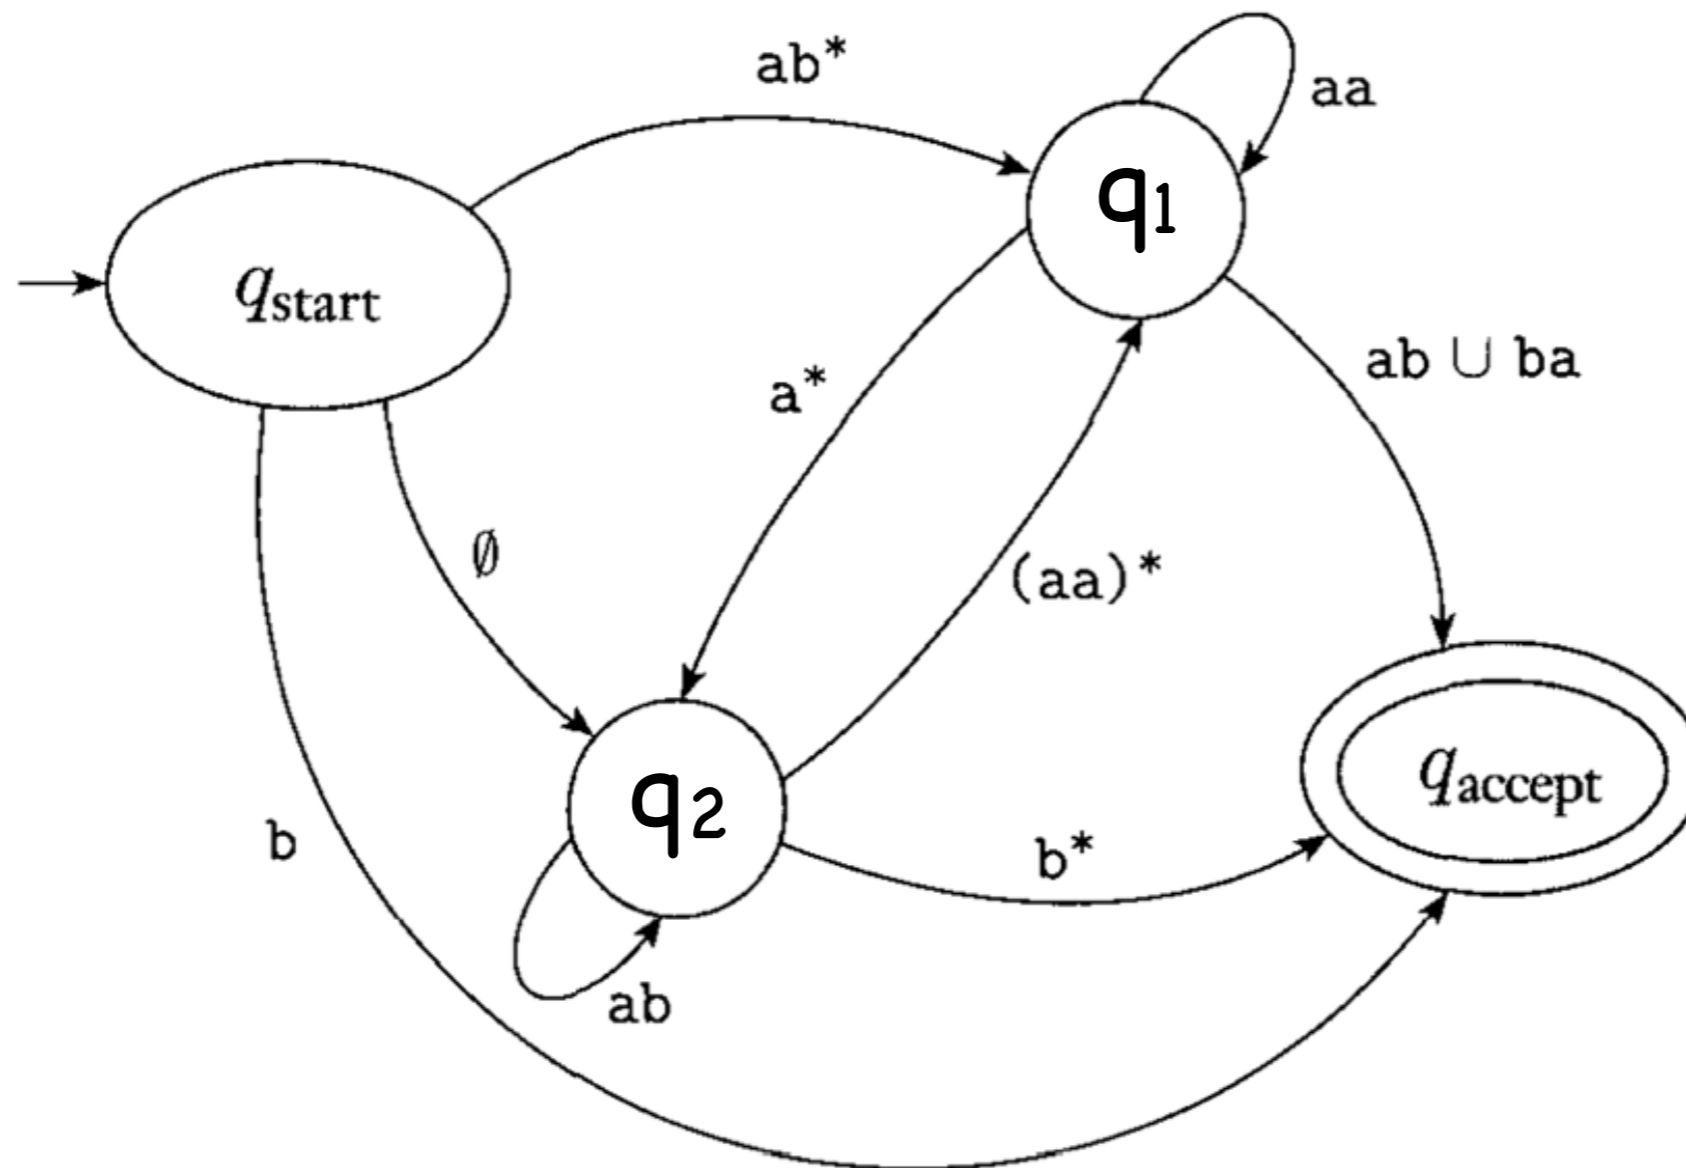 ab*
aa
q1
qstart
ab ∪ ba
a*
∅
(aa)*
q2
qaccept
b
b*
ab